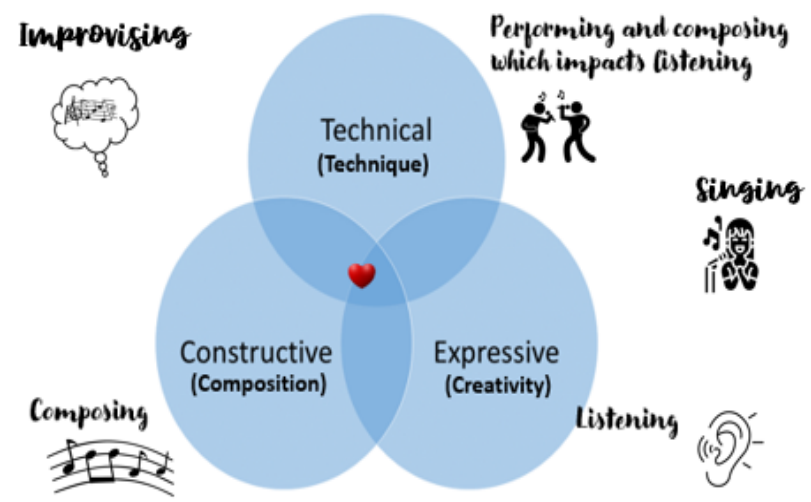 Improvising
Performing and composing
which impacts listening
Technical
(Technique)
Singing
Constructive
(Composition)
Expressive
(Creativity)
Composing
Listening